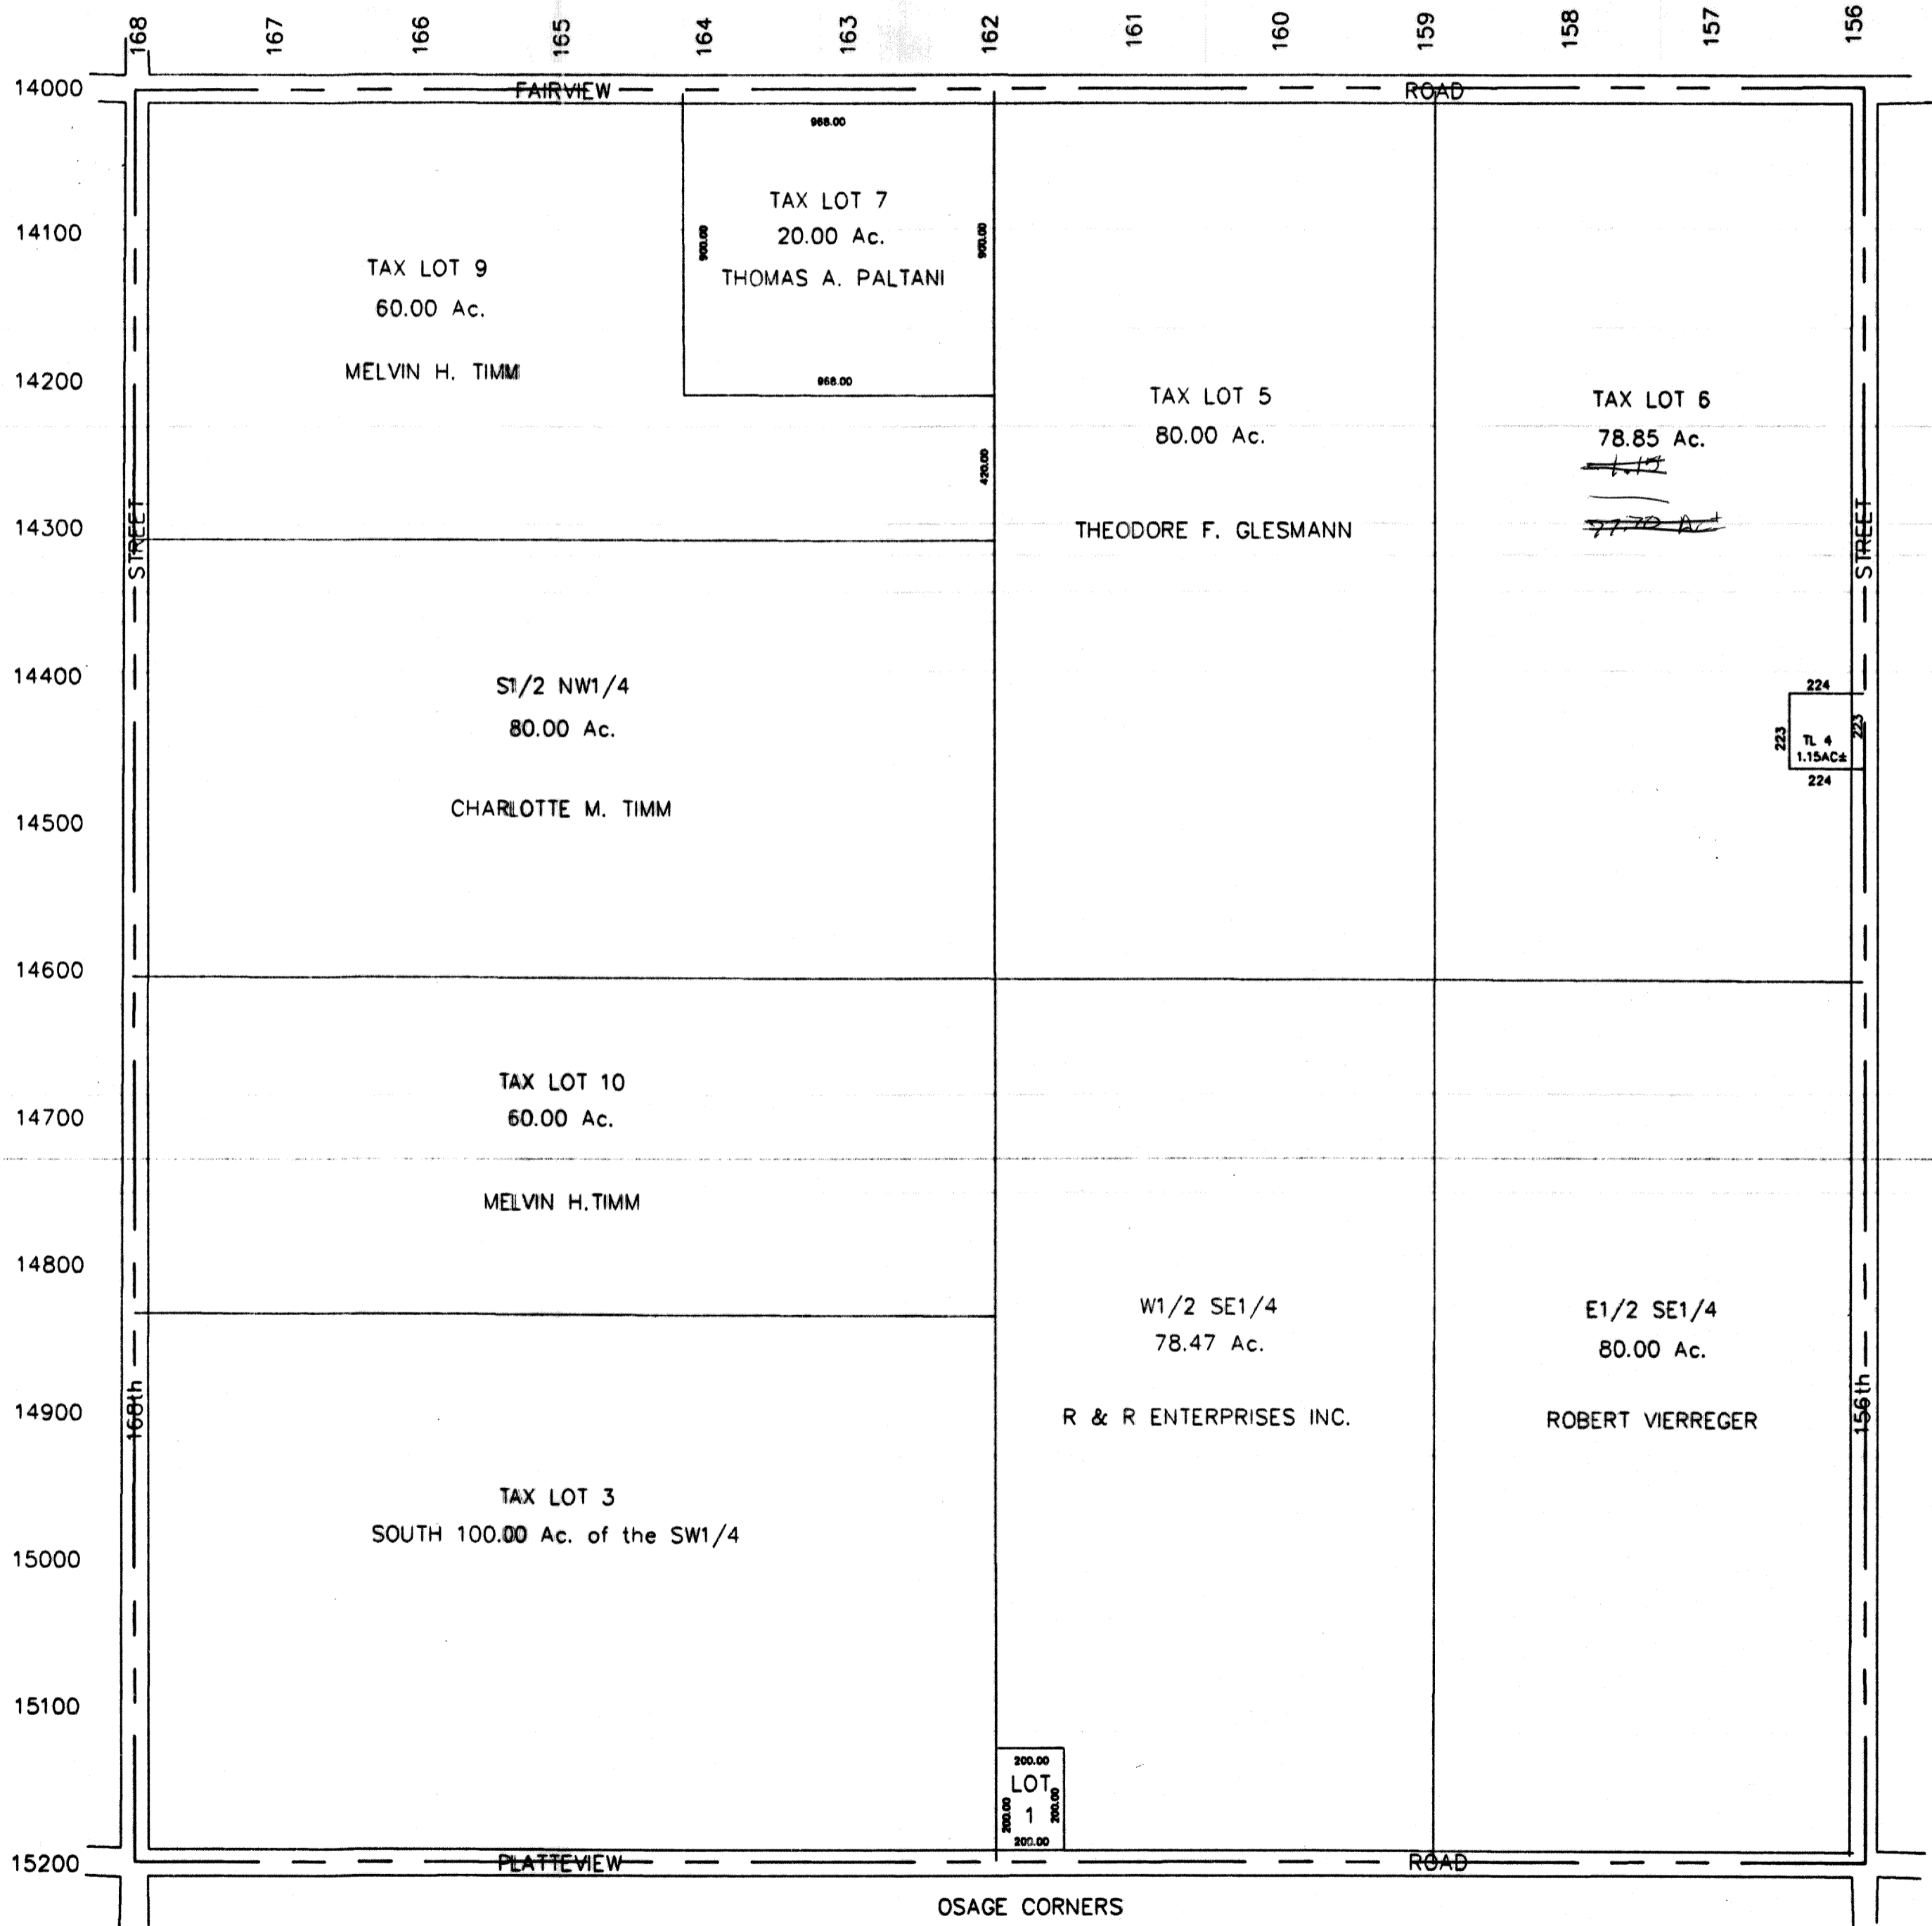 168
167
166
165
164
163
162
161
160
159
158
157
156
14000
14100
14200
14300
14400
14500
14600
14700
14800
14900
15000
15100
15200
FAIRVIEW ROAD
STREET
168th
TAX LOT 9
60.00 Ac.
MELVIN H. TIMM
968.00
TAX LOT 7
20.00 Ac.
THOMAS A. PALTANI
900.00
900.00
968.00
420.00
TAX LOT 5
80.00 Ac.
THEODORE F. GLESMANN
TAX LOT 6
78.85 Ac.
1.15
77.70 Ac±
STREET
156th
224
223
TL 4
1.15AC±
223
224
S1/2 NW1/4
80.00 Ac.
CHARLOTTE M. TIMM
TAX LOT 10
60.00 Ac.
MELVIN H.TIMM
TAX LOT 3
SOUTH 100.00 Ac. of the SW1/4
W1/2 SE1/4
78.47 Ac.
R & R ENTERPRISES INC.
E1/2 SE1/4
80.00 Ac.
ROBERT VIERREGER
200.00
LOT
1
200.00
200.00
200.00
PLATTEVIEW ROAD
OSAGE CORNERS